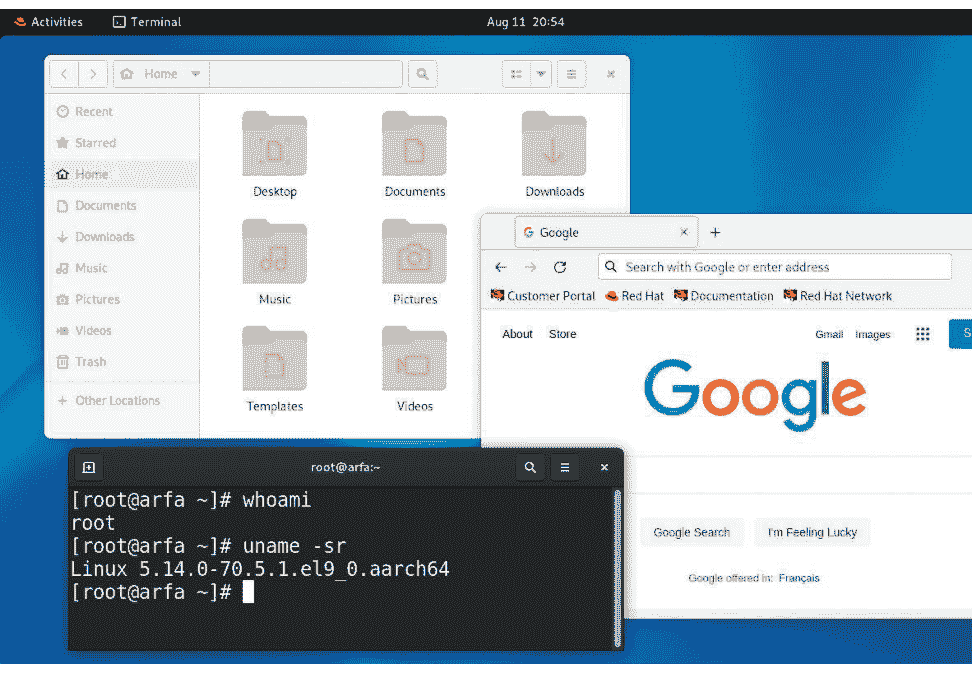 Activities Terminal Aug 11 20:54
Home
Recent
Starred
Home
Documents
Downloads
Music
Pictures
Videos
Trash
+ Other Locations
Desktop Documents Downloads
Music Pictures
Templates Videos
Google
Search with Google or enter address
Customer Portal Red Hat Documentation Red Hat Network
About Store Gmail Images S
Google
Google Search I'm Feeling Lucky
Google offered in: Français
root@arfa:~
[root@arfa ~]# whoami
root
[root@arfa ~]# uname -sr
Linux 5.14.0-70.5.1.el9_0.aarch64
[root@arfa ~]#